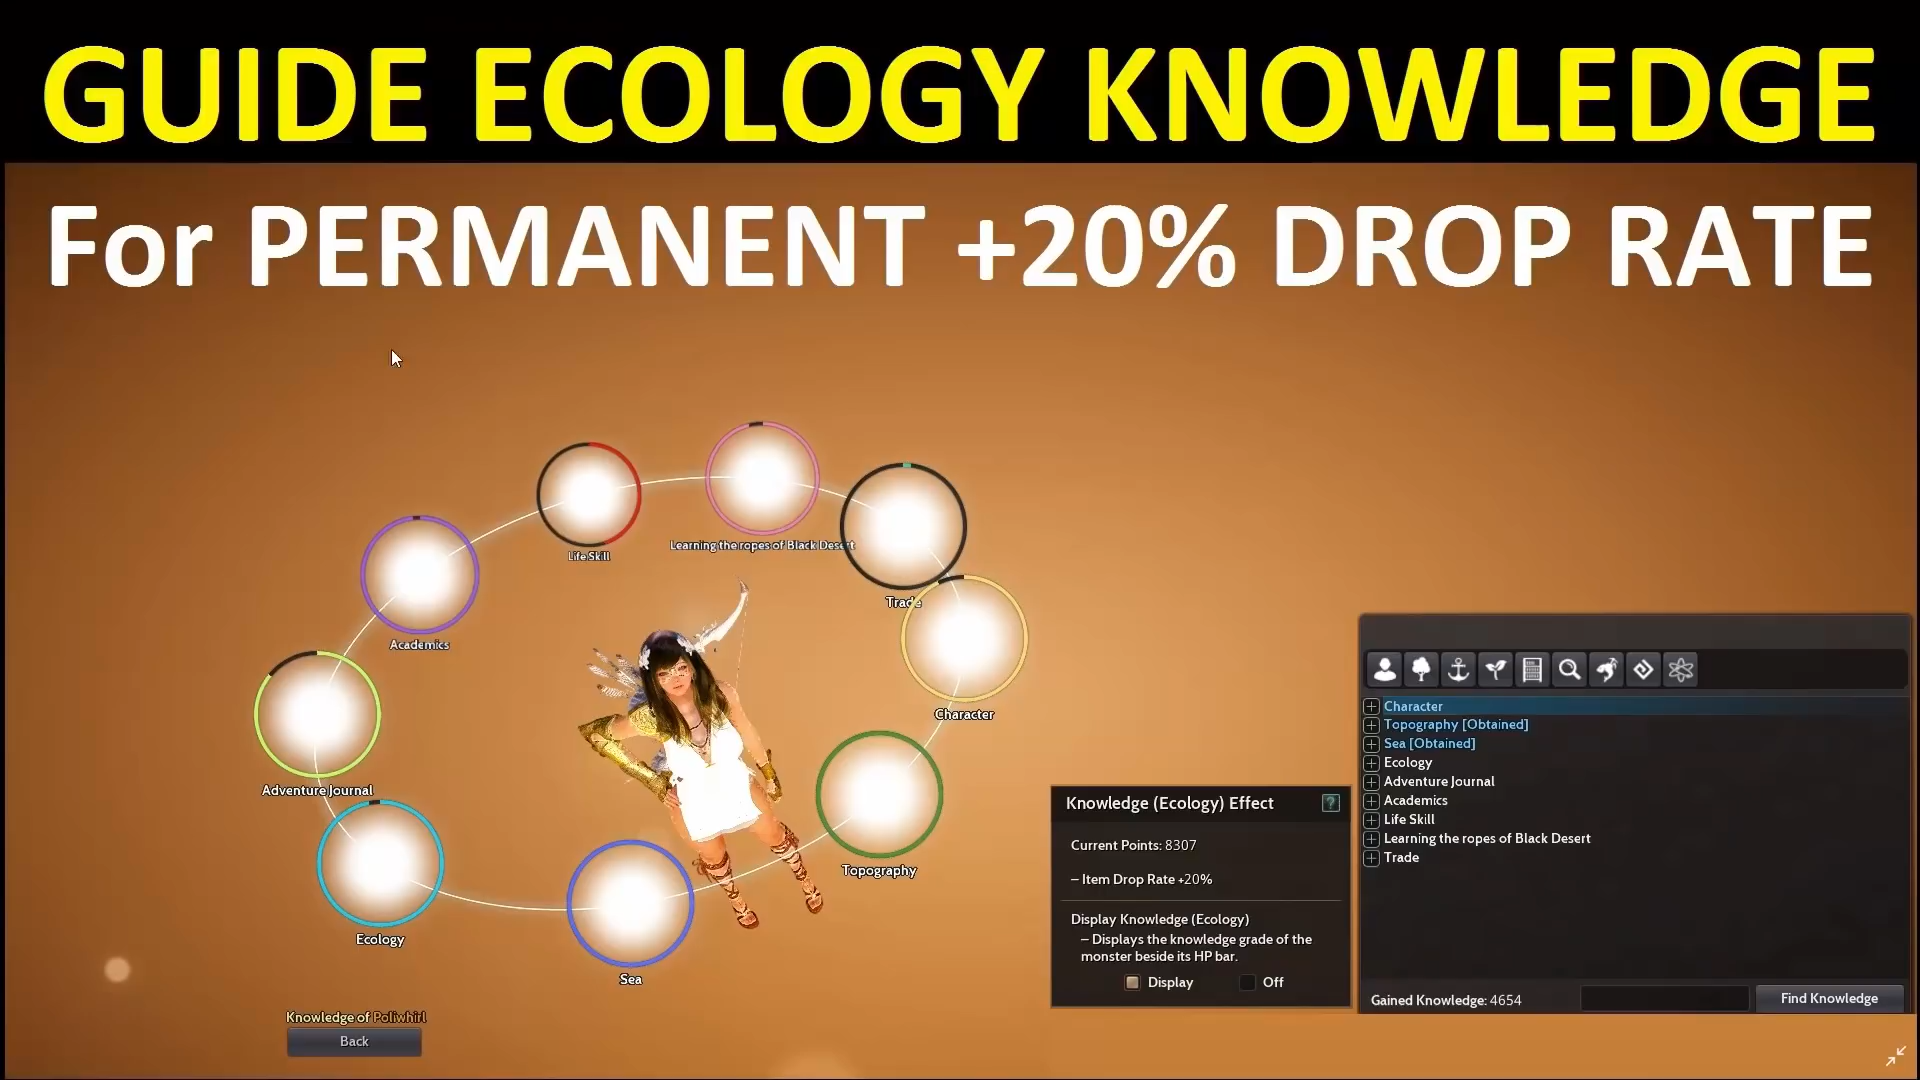 GUIDE ECOLOGY KNOWLEDGE
For PERMANENT +20% DROP RATE
Life Skill
Learning the ropes of Black Desert
Trade
Academics
Character
Adventure Journal
Topography
Ecology
Sea
Knowledge of Poliwhirl
Back
Knowledge (Ecology) Effect
?
Current Points: 8307
– Item Drop Rate +20%
Display Knowledge (Ecology)
– Displays the knowledge grade of the
monster beside its HP bar.
Display Off
Character
Topography [Obtained]
Sea [Obtained]
Ecology
Adventure Journal
Academics
Life Skill
Learning the ropes of Black Desert
Trade
Gained Knowledge: 4654
Find Knowledge